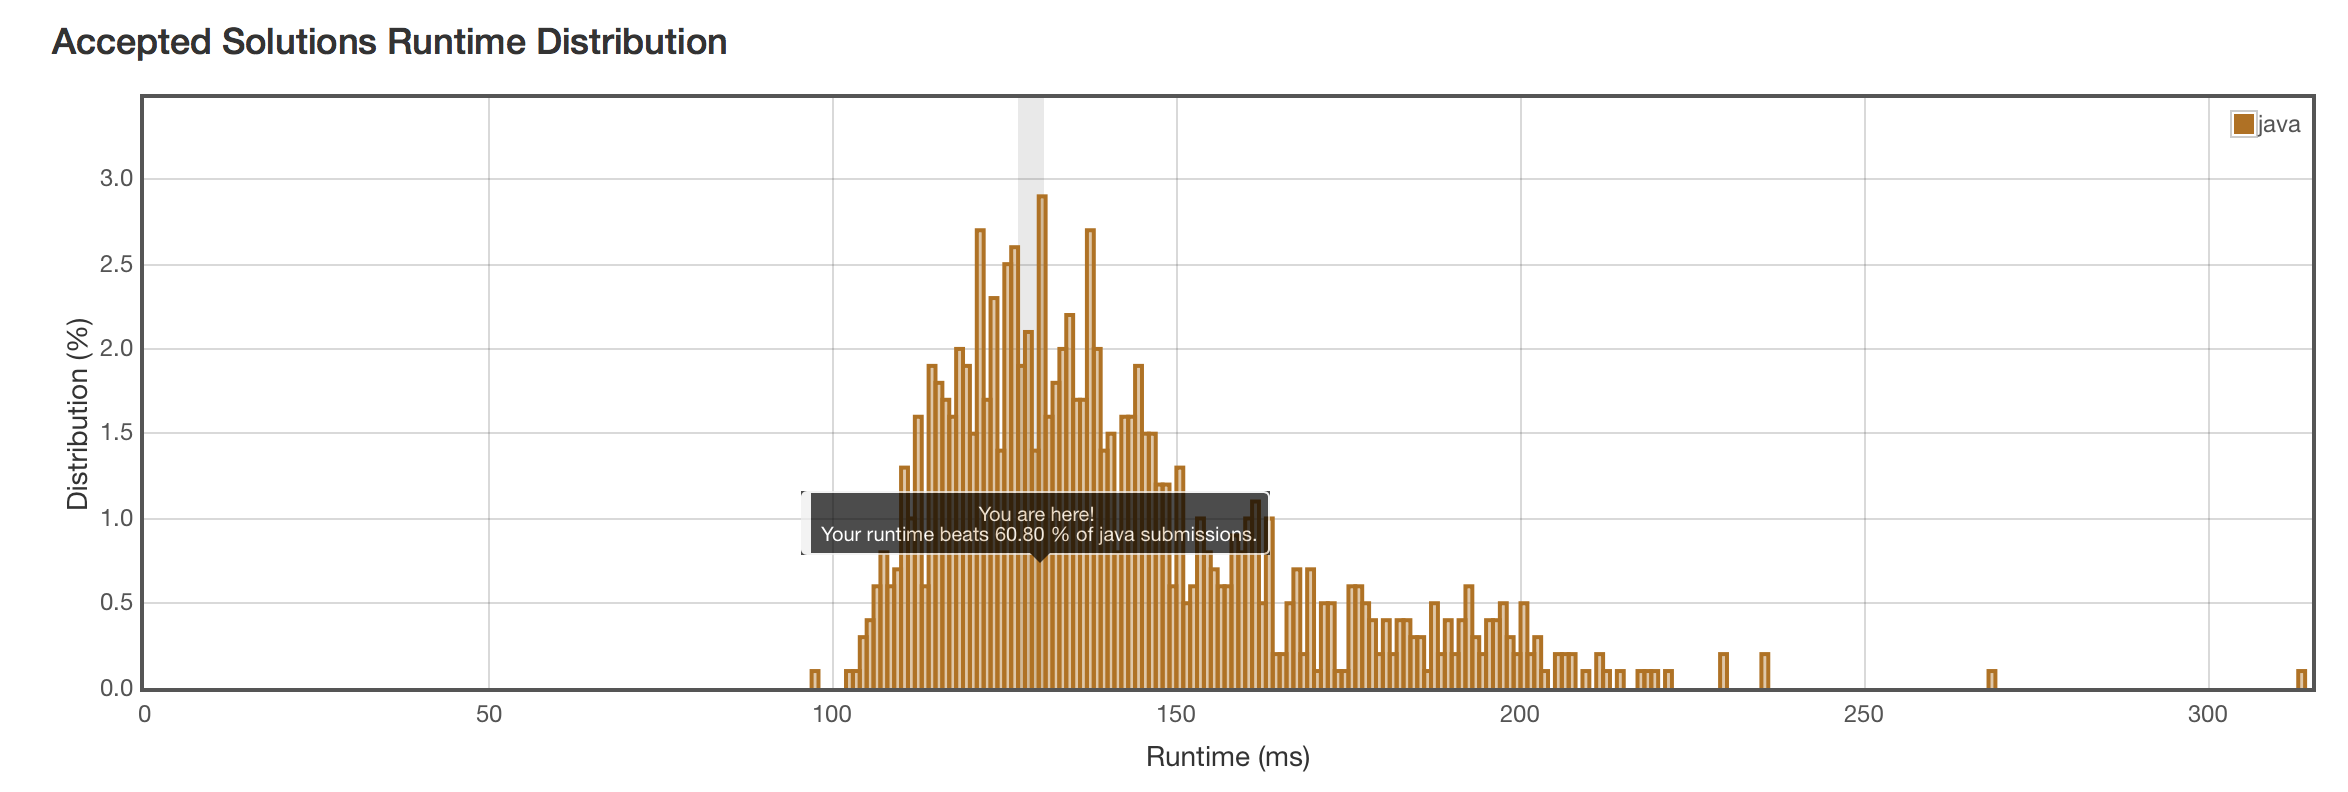 Accepted Solutions Runtime Distribution
java
3.0
2.5
2.0
1.5
1.0
0.5
0.0
Distribution (%)
You are here!
Your runtime beats 60.80 % of java submissions.
0 50 100 150 200 250 300
Runtime (ms)